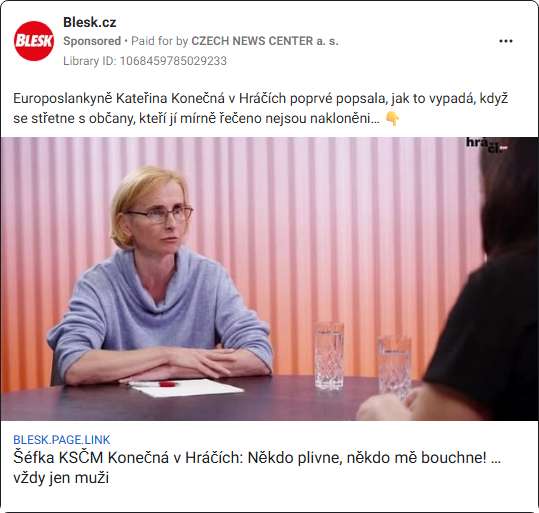 BLESK
Blesk.cz
Sponsored • Paid for by CZECH NEWS CENTER a. s.
Library ID: 1068459785029233
Europoslankyně Kateřina Konečná v Hráčích poprvé popsala, jak to vypadá, když
se střetne s občany, kteří jí mírně řečeno nejsou nakloněni… 👇
hrá
či
BLESK.PAGE.LINK
Šéfka KSČM Konečná v Hráčích: Někdo plivne, někdo mě bouchne! ...
vždy jen muži